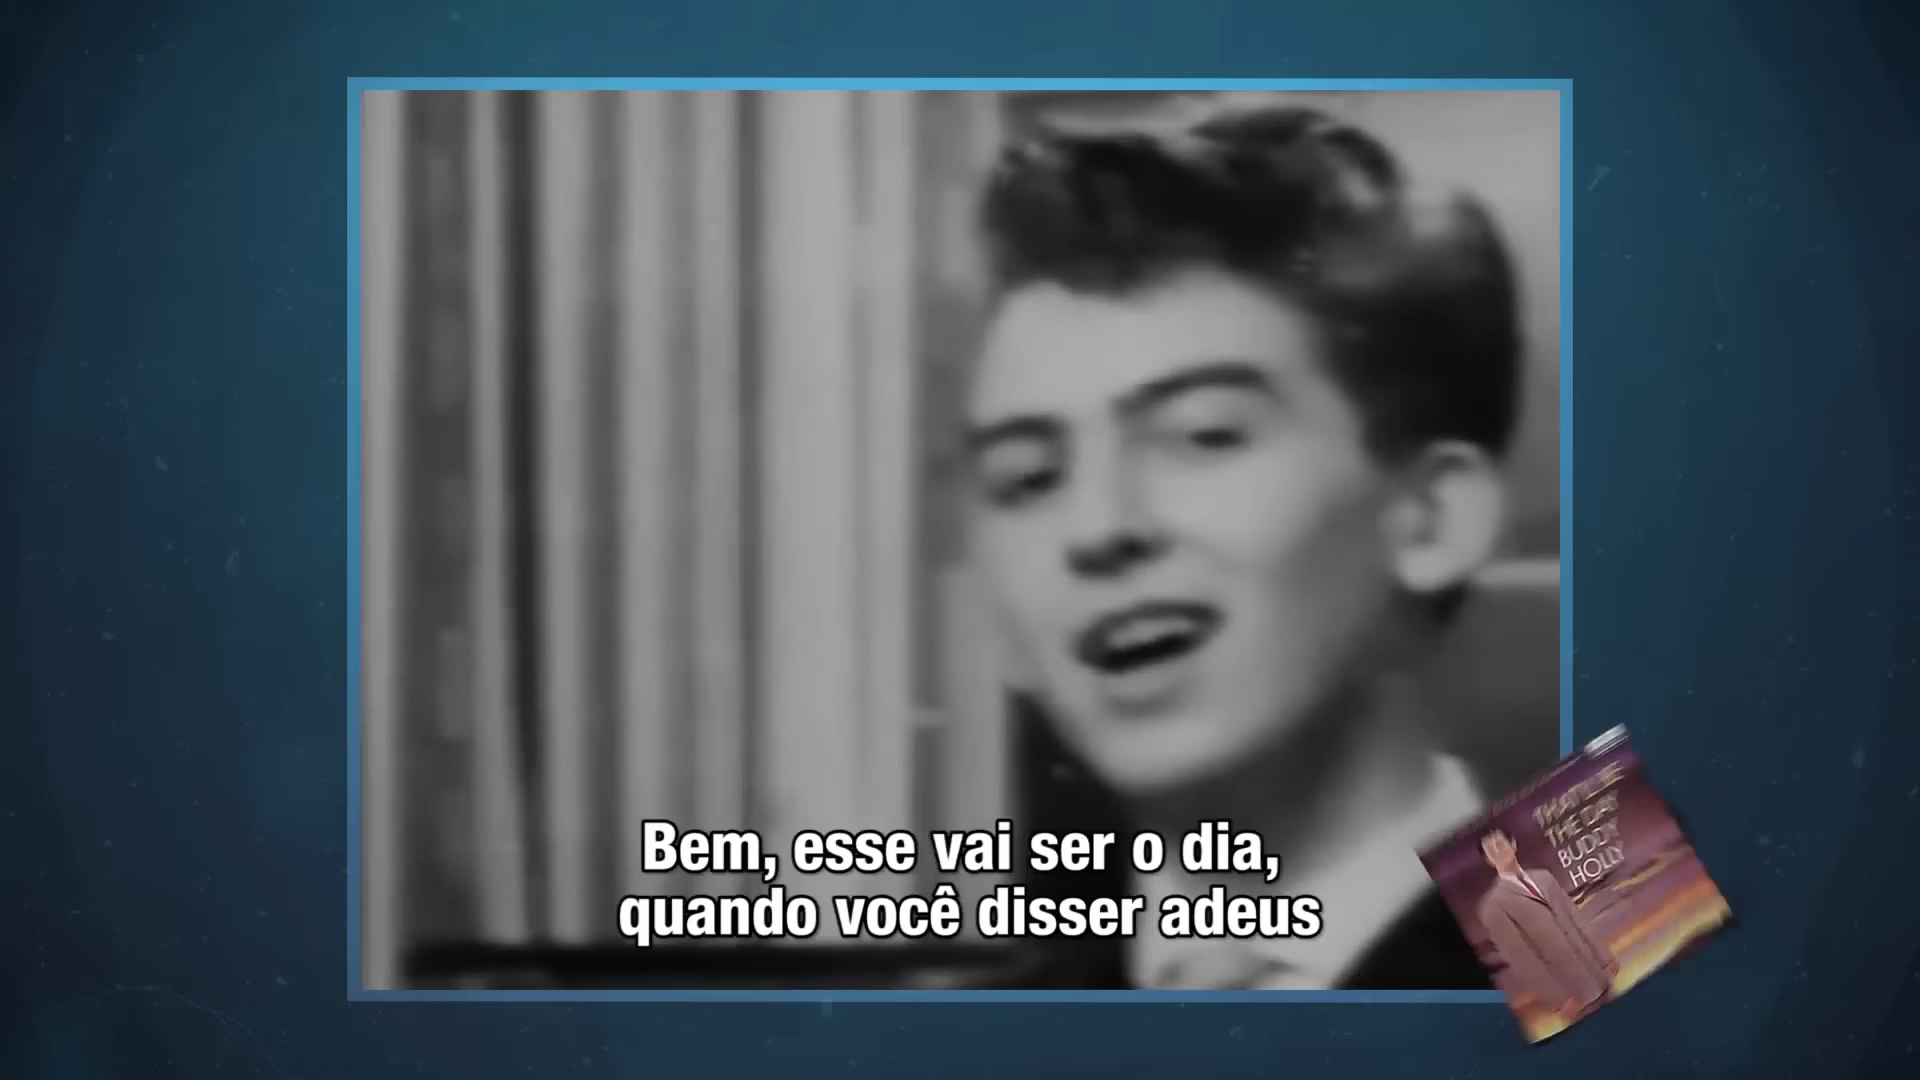 Bem, esse vai ser o dia,
quando você disser adeus
THAT'LL BE
THE DAY
BUDDY
HOLLY